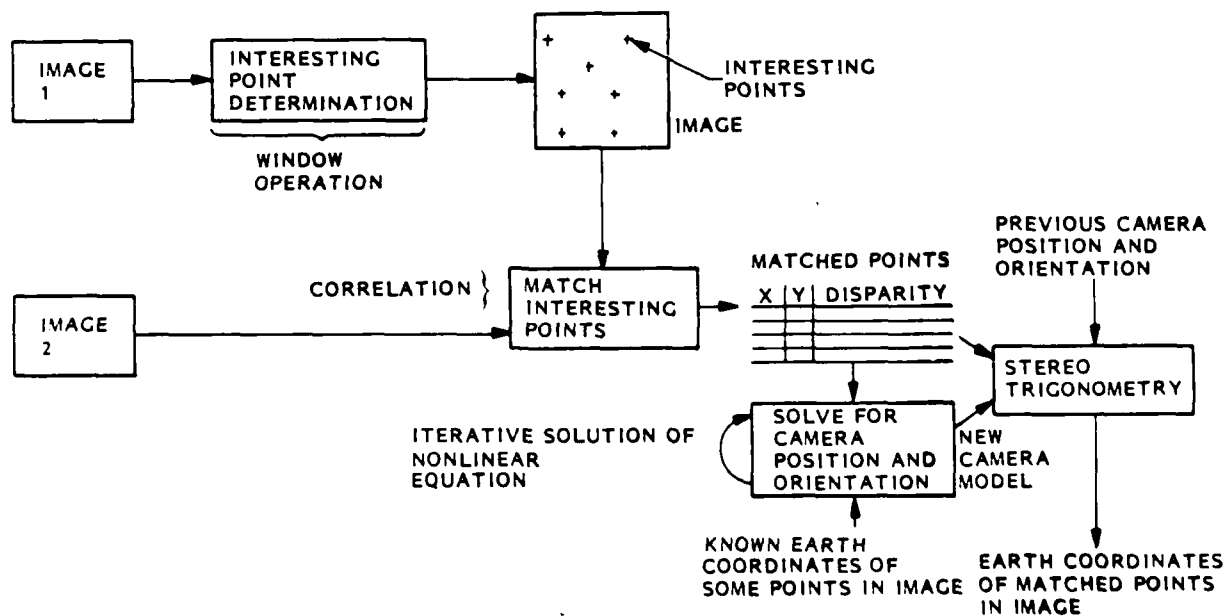 IMAGE
1
INTERESTING
POINT
DETERMINATION
WINDOW
OPERATION
INTERESTING
POINTS
IMAGE
IMAGE
2
CORRELATION
MATCH
INTERESTING
POINTS
MATCHED POINTS
X Y DISPARITY
PREVIOUS CAMERA
POSITION AND
ORIENTATION
STEREO
TRIGONOMETRY
ITERATIVE SOLUTION OF
NONLINEAR
EQUATION
SOLVE FOR
CAMERA
POSITION AND
ORIENTATION
NEW
CAMERA
MODEL
KNOWN EARTH
COORDINATES OF
SOME POINTS IN IMAGE
EARTH COORDINATES
OF MATCHED POINTS
IN IMAGE